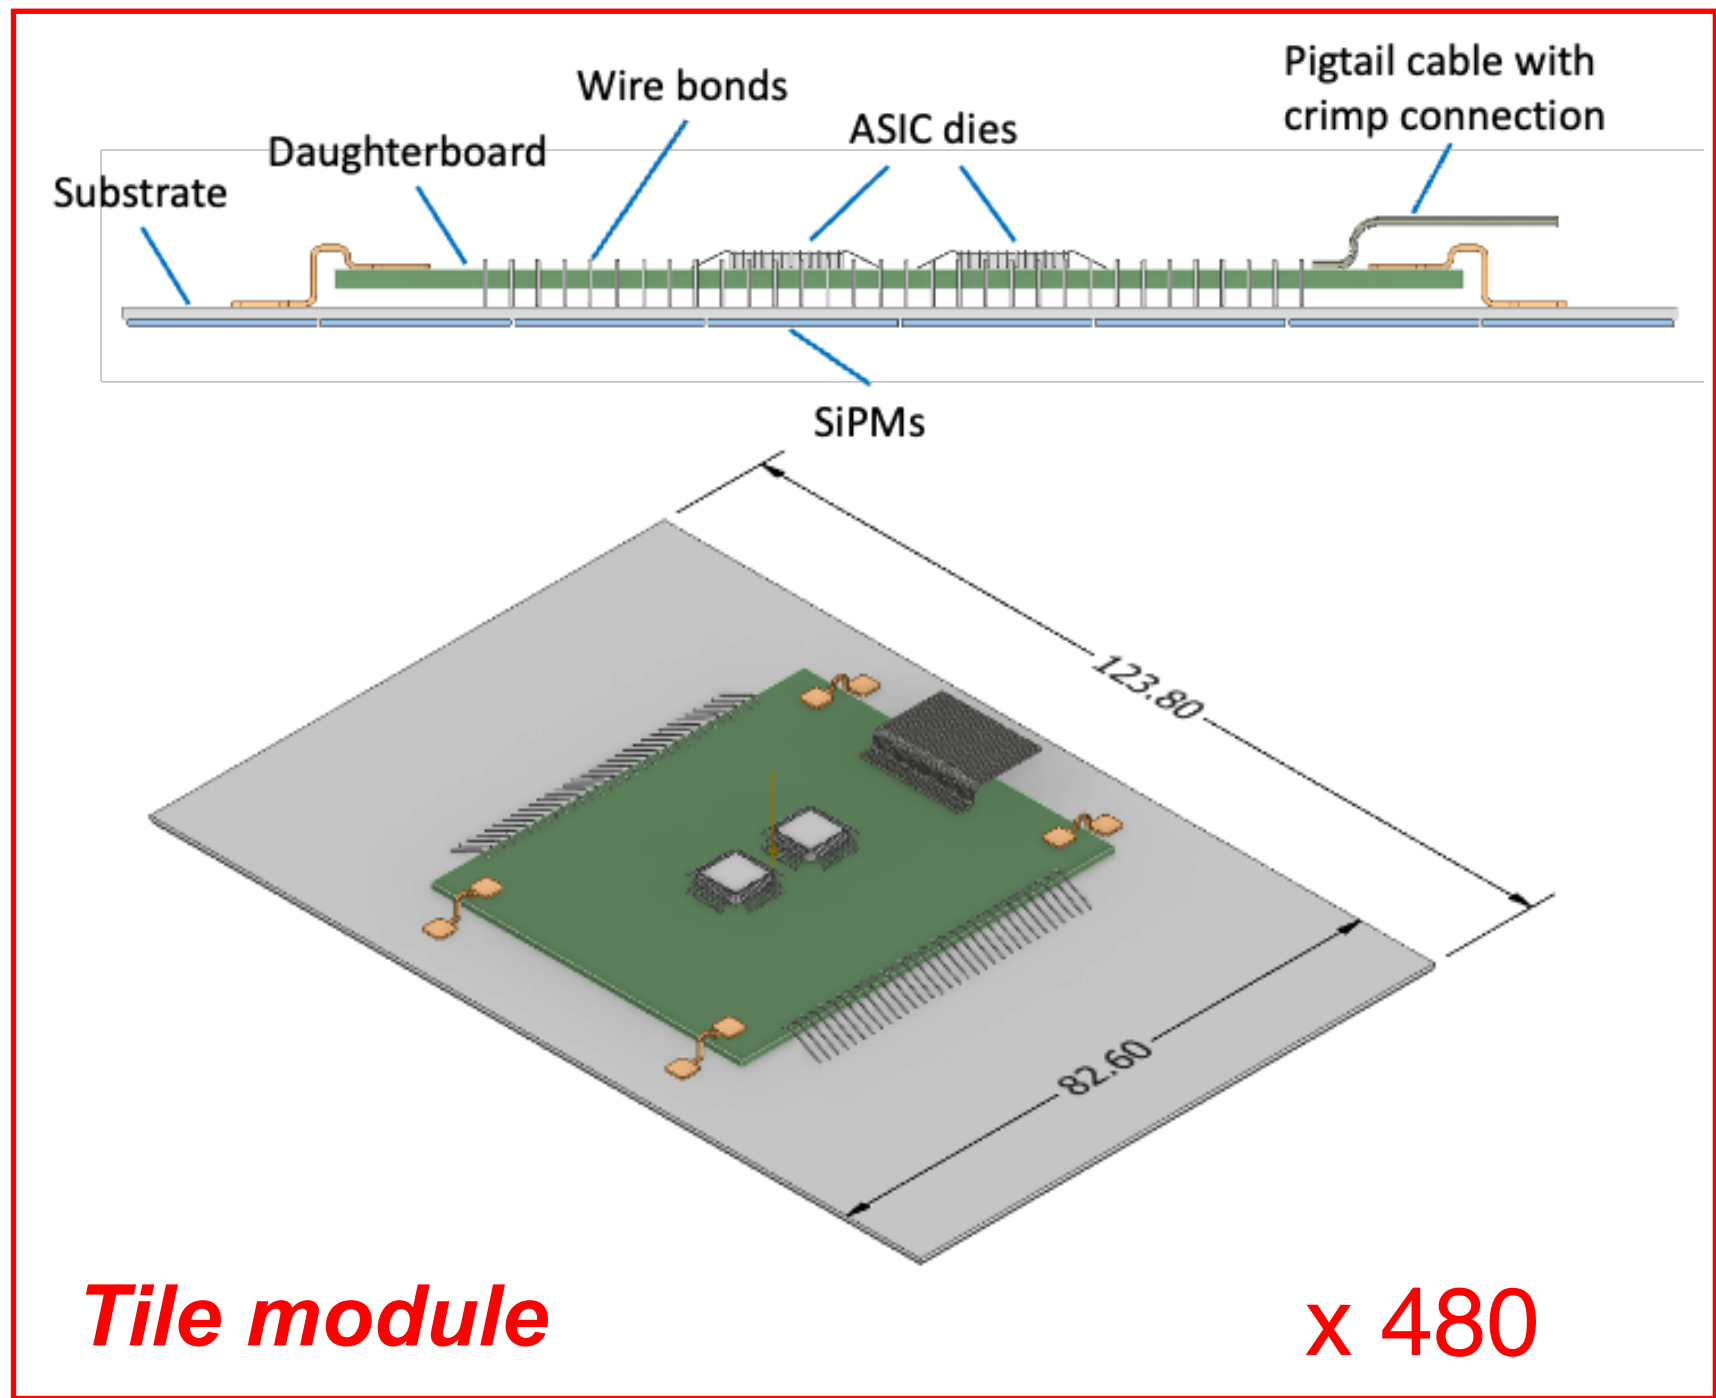 Pigtail cable with
crimp connection
Wire bonds
ASIC dies
Daughterboard
Substrate
SiPMs
123.80
82.60
Tile module
x 480